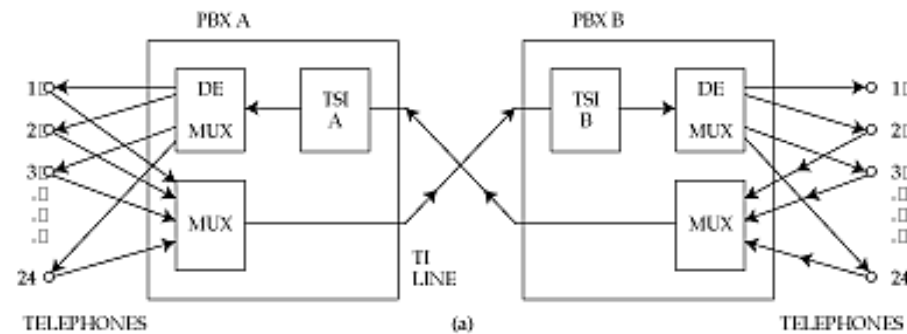 PBX A
PBX B
DE
MUX
TSI
A
TSI
B
DE
MUX
1
2
3
.
.
.
24
MUX
MUX
1
2
3
.
.
.
24
TI
LINE
TELEPHONES
(a)
TELEPHONES